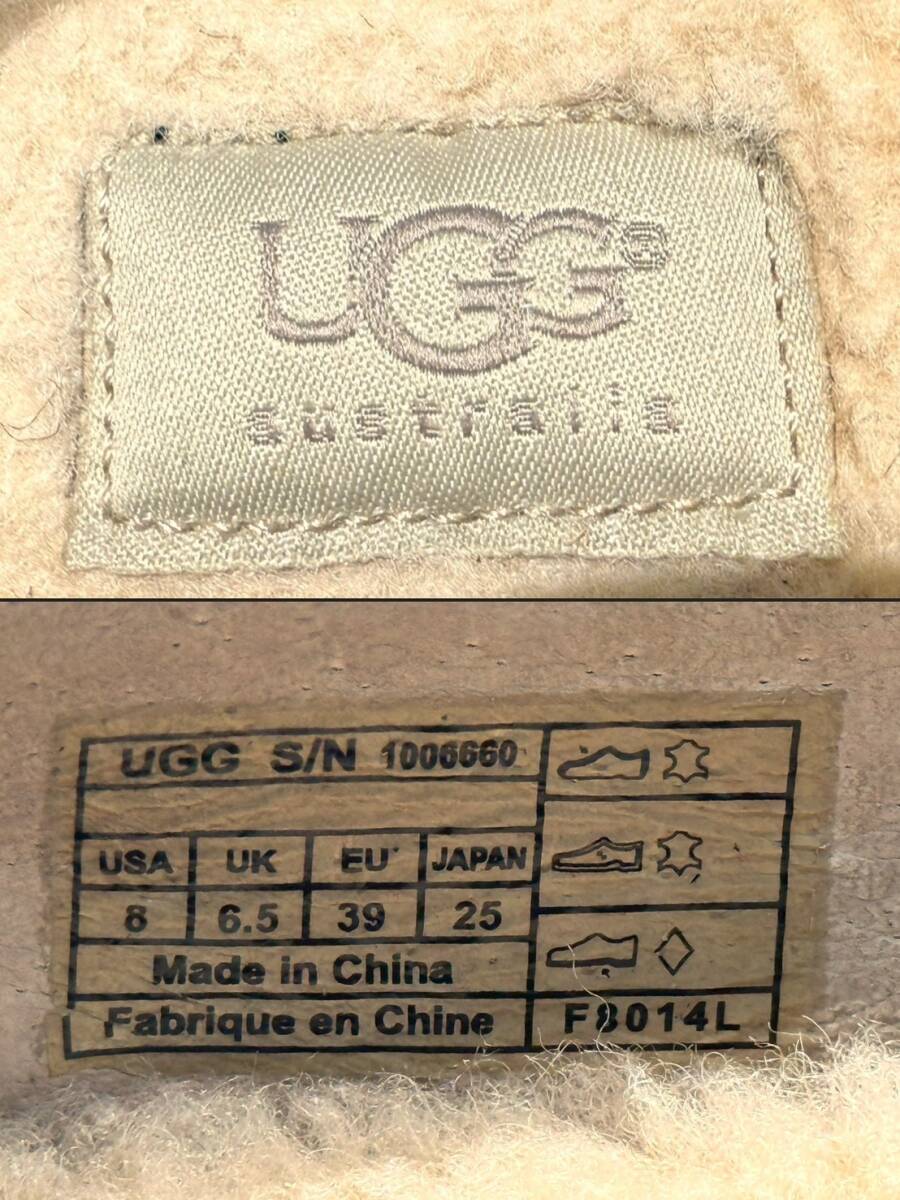 UGG®
australia
UGG S/N 1006660
USA UK EU JAPAN
8 6.5 39 25
Made in China
Fabrique en Chine F8014L